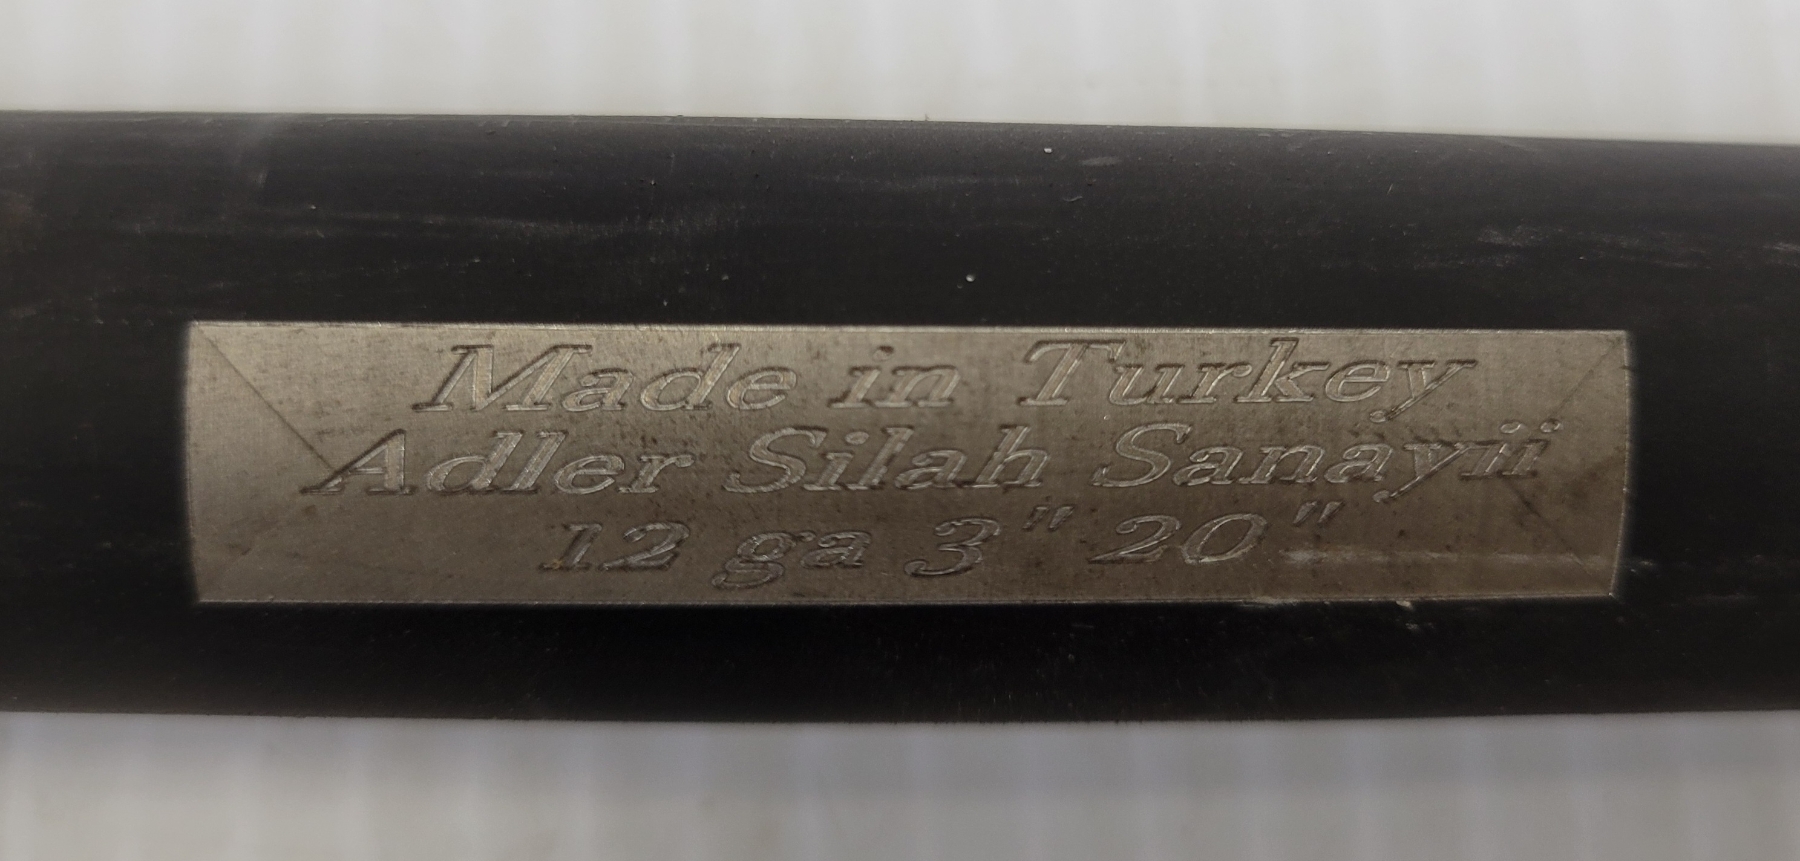 Made in Turkey
Adler Silah Sanayii
12 ga 3" 20"